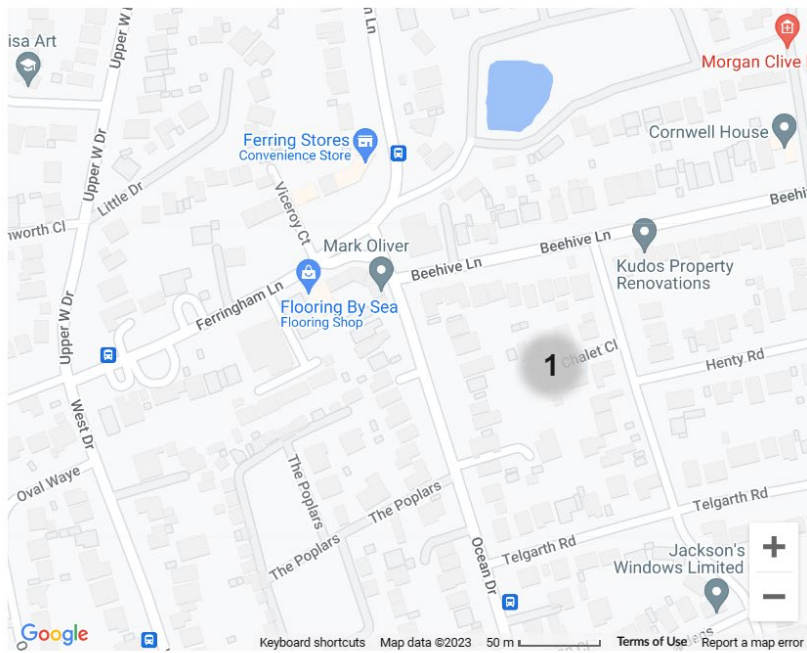 isa Art
Upper W D
n Ln
Morgan Clive
Ferring Stores
Convenience Store
Cornwell House
Upper W Dr
Little Dr
Viceroy Ct
nworth Cl
Beehi
Mark Oliver
Beehive Ln
Beehive Ln
Kudos Property
Renovations
Ferringham Ln
Flooring By Sea
Flooring Shop
Upper W Dr
1
Chalet Cl
Henty Rd
West Dr
Oval Waye
The Poplars
The Poplars
The Poplars
Telgarth Rd
Telgarth Rd
Ocean Dr
Jackson's
Windows Limited
+
−
Google
Keyboard shortcuts Map data ©2023 50 m Terms of Use Report a map error